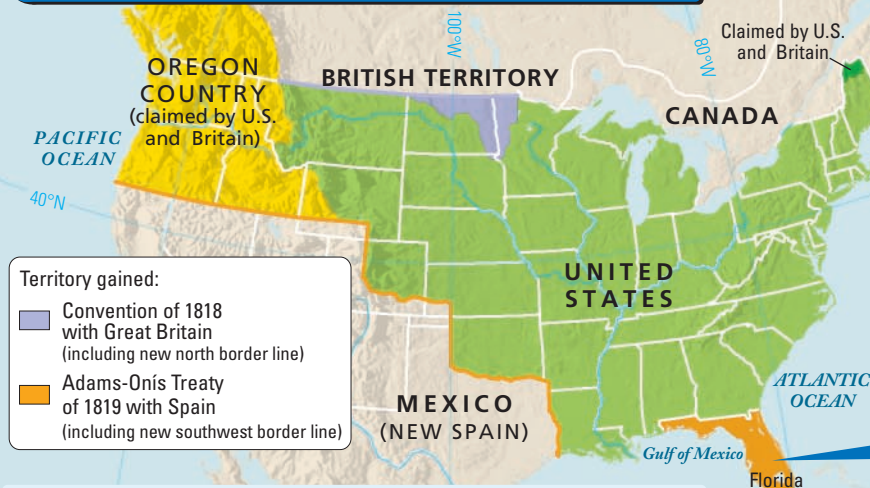 100°W
80°W
Claimed by U.S.
and Britain
OREGON
COUNTRY
(claimed by U.S.
and Britain)
BRITISH TERRITORY
CANADA
PACIFIC
OCEAN
40°N
UNITED
STATES
Territory gained:
Convention of 1818
with Great Britain
(including new north border line)
Adams-Onís Treaty
of 1819 with Spain
(including new southwest border line)
MEXICO
(NEW SPAIN)
ATLANTIC
OCEAN
Gulf of Mexico
Florida